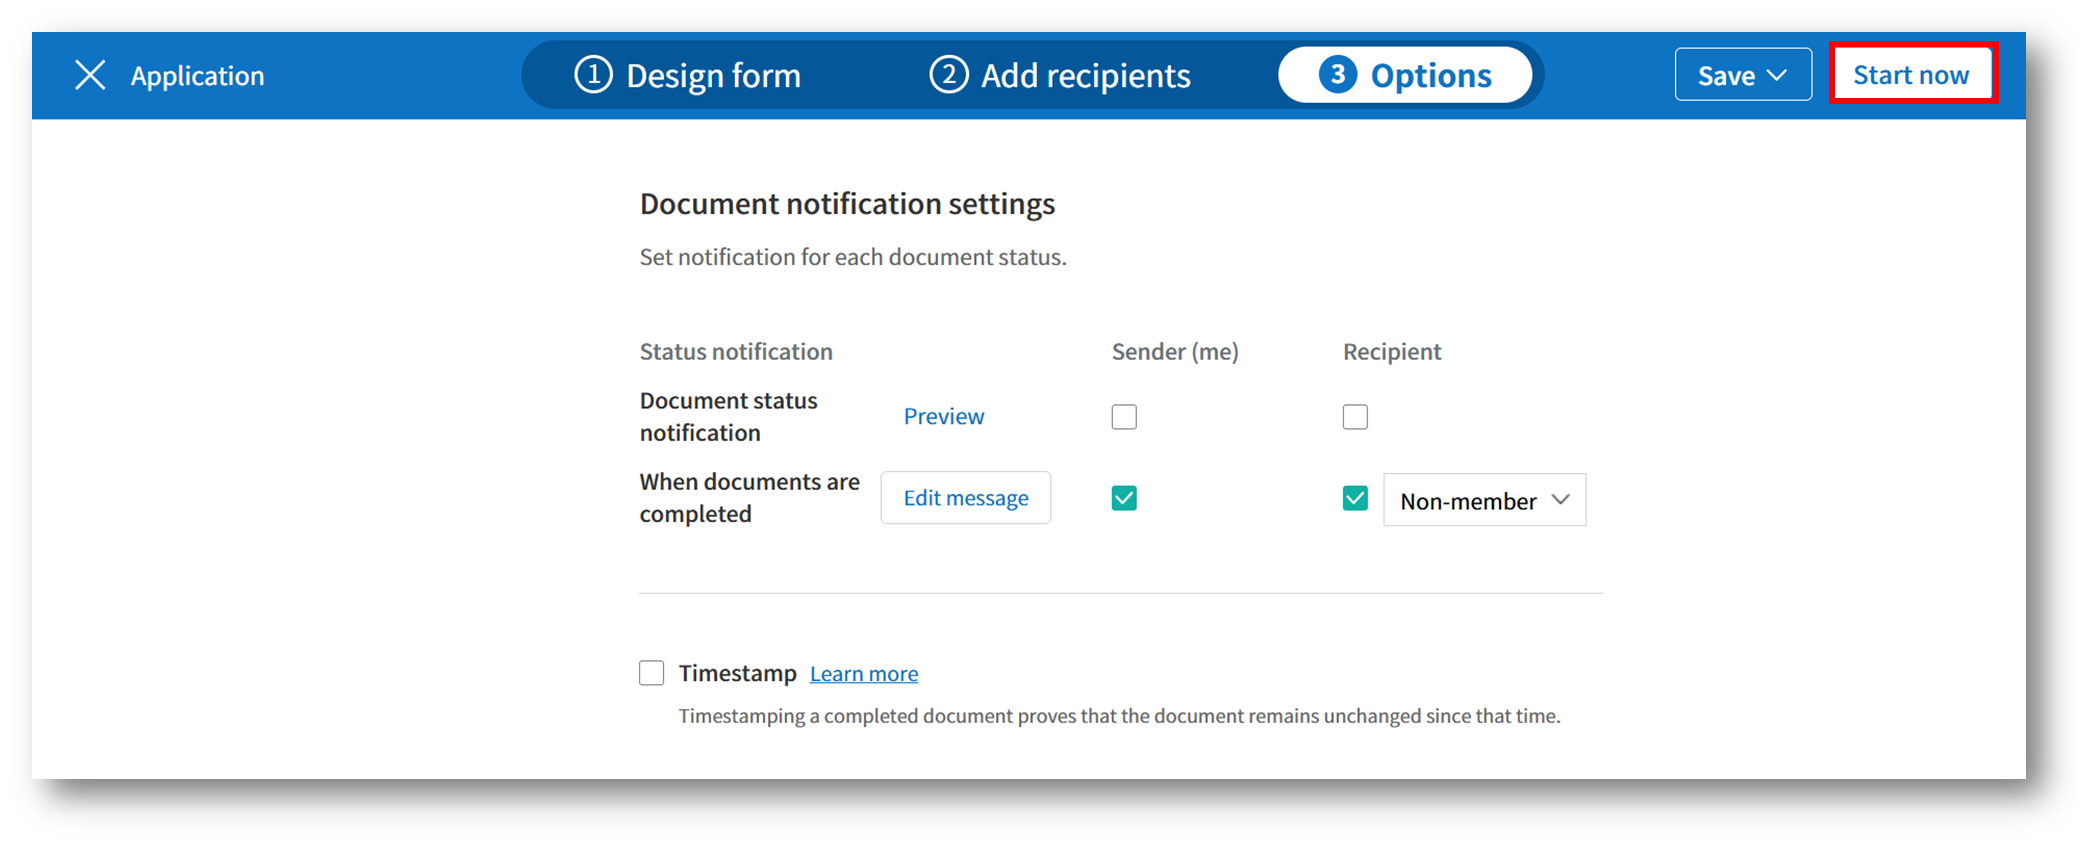 Application
1 Design form
2 Add recipients
3 Options
Save
Start now
Document notification settings
Set notification for each document status.
Status notification
Sender (me)
Recipient
Document status
notification
Preview
When documents are
completed
Edit message
Non-member
Timestamp Learn more
Timestamping a completed document proves that the document remains unchanged since that time.